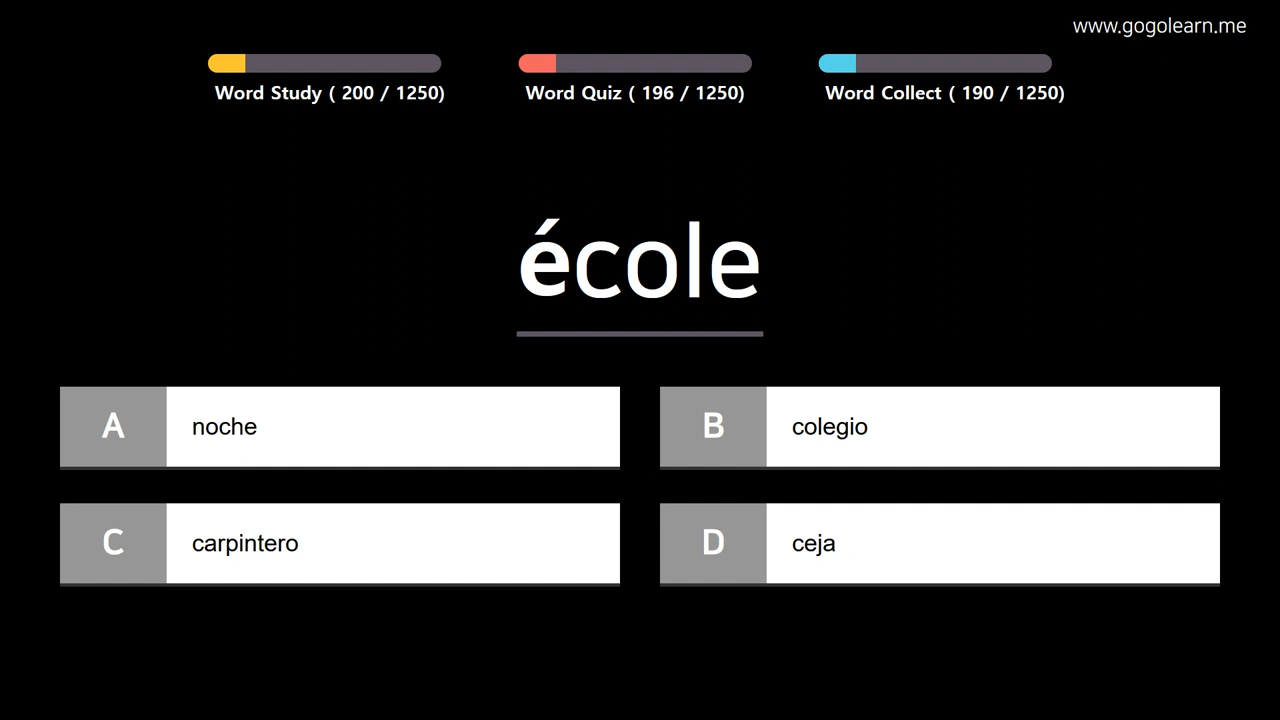 www.gogolearn.me
Word Study ( 200 / 1250)
Word Quiz ( 196 / 1250)
Word Collect ( 190 / 1250)
école
A noche
B colegio
C carpintero
D ceja